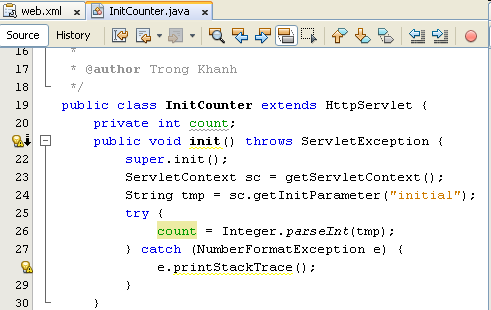 web.xml InitCounter.java
Source History
16 *
17 * @author Trong Khanh
18 */
19 public class InitCounter extends HttpServlet {
20 private int count;
public void init() throws ServletException {
22 super.init();
23 ServletContext sc = getServletContext();
24 String tmp = sc.getInitParameter("initial");
25 try {
26 count = Integer.parseInt(tmp);
27 } catch (NumberFormatException e) {
e.printStackTrace();
29 }
30 }